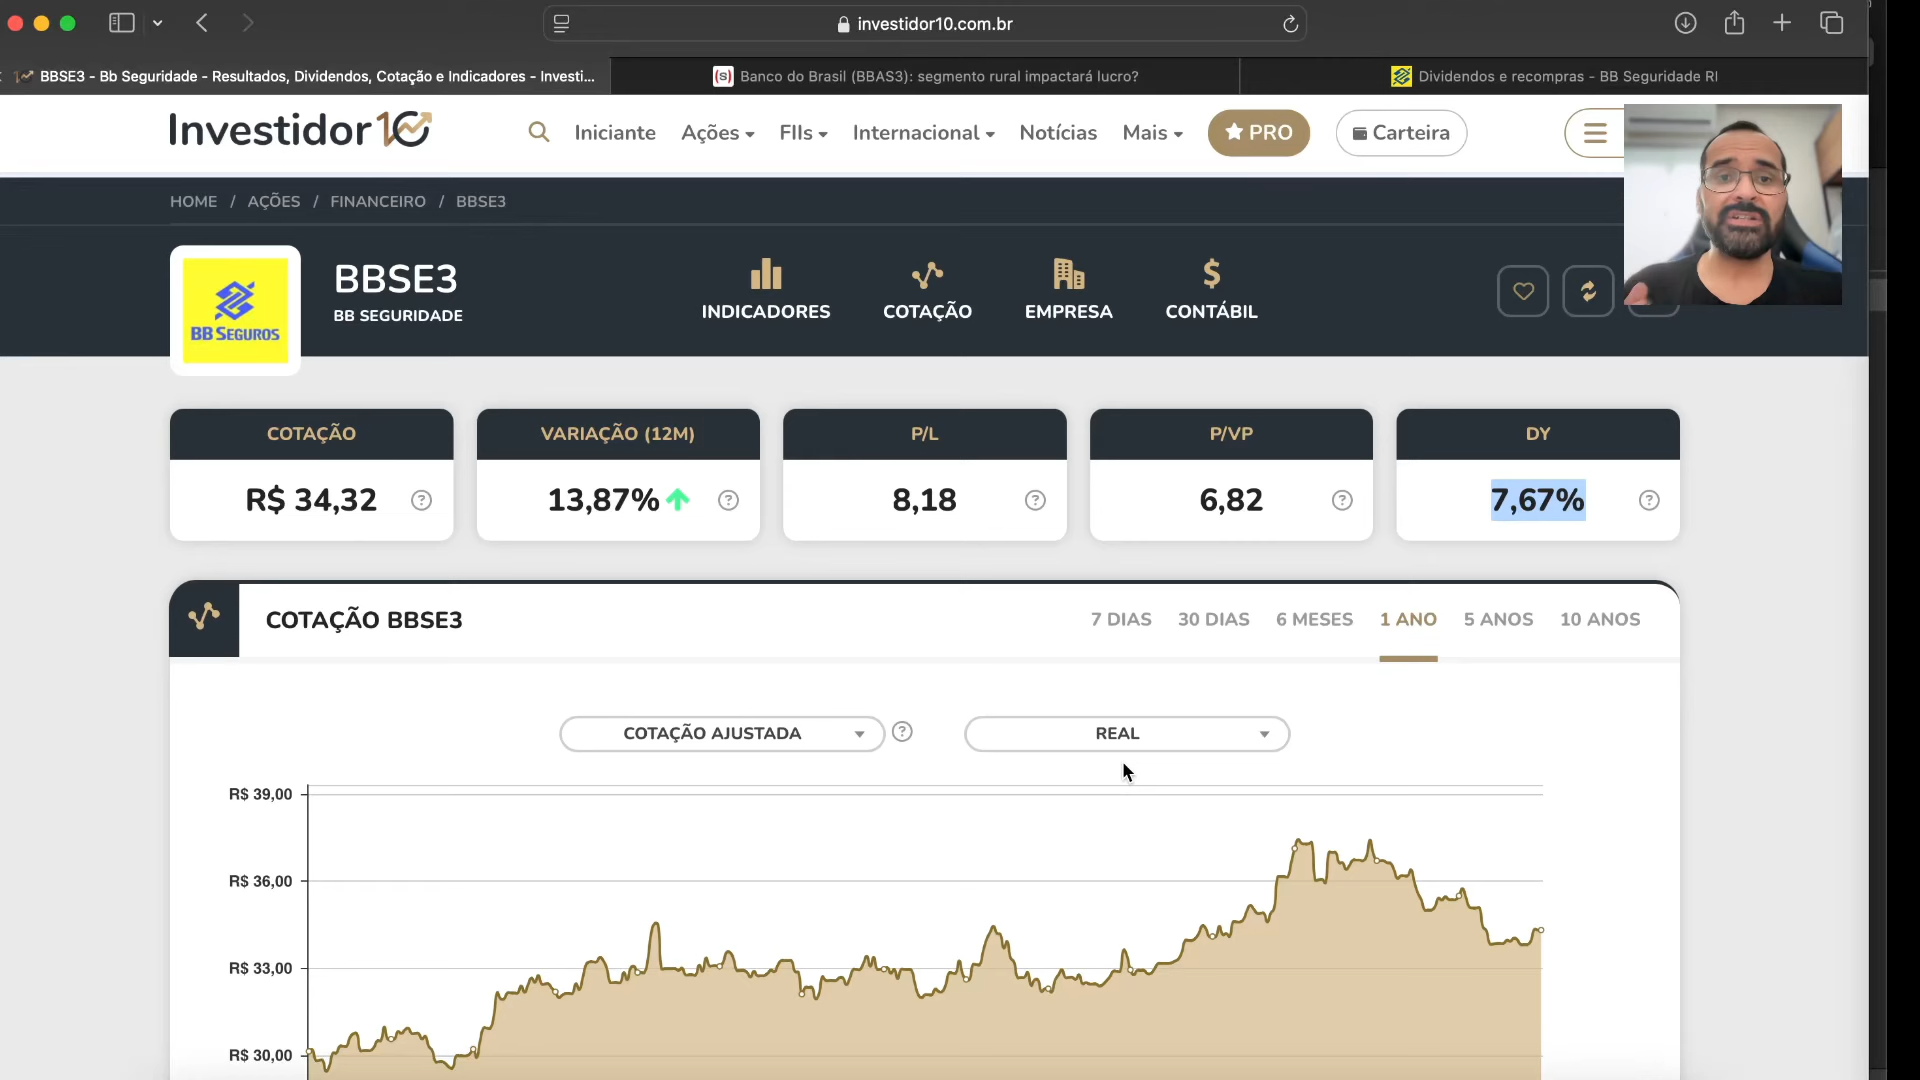 investidor10.com.br
BBSE3 - Bb Seguridade - Resultados, Dividendos, Cotação e Indicadores - Investi...
Banco do Brasil (BBAS3): segmento rural impactará lucro?
Dividendos e recompras - BB Seguridade RI
Investidor10
Iniciante
Ações
FIIs
Internacional
Notícias
Mais
PRO
Carteira
HOME / AÇÕES / FINANCEIRO / BBSE3
BB SEGUROS
BBSE3
BB SEGURIDADE
INDICADORES
COTAÇÃO
EMPRESA
CONTÁBIL
COTAÇÃO
R$ 34,32
VARIAÇÃO (12M)
13,87%
P/L
8,18
P/VP
6,82
DY
7,67%
COTAÇÃO BBSE3
7 DIAS
30 DIAS
6 MESES
1 ANO
5 ANOS
10 ANOS
COTAÇÃO AJUSTADA
REAL
R$ 39,00
R$ 36,00
R$ 33,00
R$ 30,00